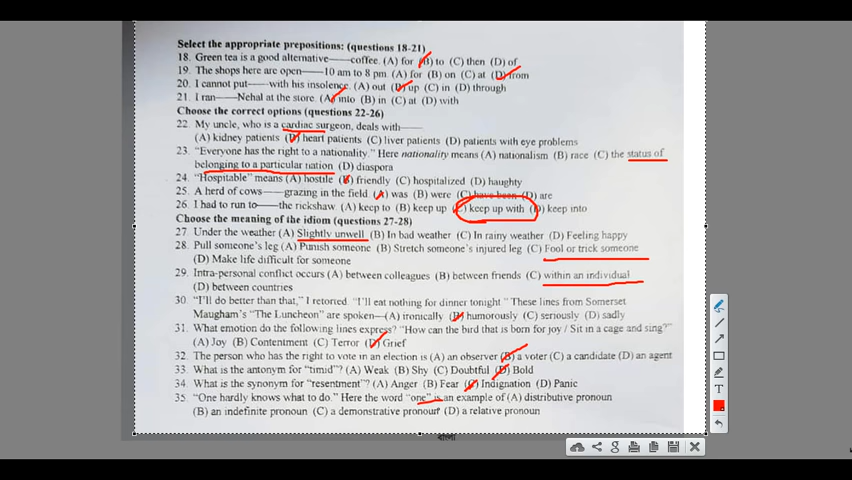 Select the appropriate prepositions: (questions 18-21)
18. Green tea is a good alternative——coffee. (A) for (B) to (C) then (D) of
19. The shops here are open——10 am to 8 pm. (A) for (B) on (C) at (D) from
20. I cannot put——with his insolence. (A) out (B) up (C) in (D) through
21. I ran——Nehal at the store. (A) into (B) in (C) at (D) with
Choose the correct options (questions 22-26)
22. My uncle, who is a cardiac surgeon, deals with——
(A) kidney patients (B) heart patients (C) liver patients (D) patients with eye problems
23. "Everyone has the right to a nationality." Here nationality means (A) nationalism (B) race (C) the status of
belonging to a particular nation (D) diaspora
24. "Hospitable" means (A) hostile (B) friendly (C) hospitalized (D) haughty
25. A herd of cows——grazing in the field. (A) was (B) were (C) have been (D) are
26. I had to run to——the rickshaw. (A) keep to (B) keep up (C) keep up with (D) keep into
Choose the meaning of the idiom (questions 27-28)
27. Under the weather (A) Slightly unwell (B) In bad weather (C) In rainy weather (D) Feeling happy
28. Pull someone's leg (A) Punish someone (B) Stretch someone's injured leg (C) Fool or trick someone
(D) Make life difficult for someone
29. Intra-personal conflict occurs (A) between colleagues (B) between friends (C) within an individual
(D) between countries
30. "I'll do better than that," I retorted. "I'll eat nothing for dinner tonight." These lines from Somerset
Maugham's "The Luncheon" are spoken—(A) ironically (B) humorously (C) seriously (D) sadly
31. What emotion do the following lines express? "How can the bird that is born for joy / Sit in a cage and sing?"
(A) Joy (B) Contentment (C) Terror (D) Grief
32. The person who has the right to vote in an election is (A) an observer (B) a voter (C) a candidate (D) an agent
33. What is the antonym for "timid"? (A) Weak (B) Shy (C) Doubtful (D) Bold
34. What is the synonym for "resentment"? (A) Anger (B) Fear (C) Indignation (D) Panic
35. "One hardly knows what to do." Here the word "one" is an example of (A) distributive pronoun
(B) an indefinite pronoun (C) a demonstrative pronoun (D) a relative pronoun
বাংলা